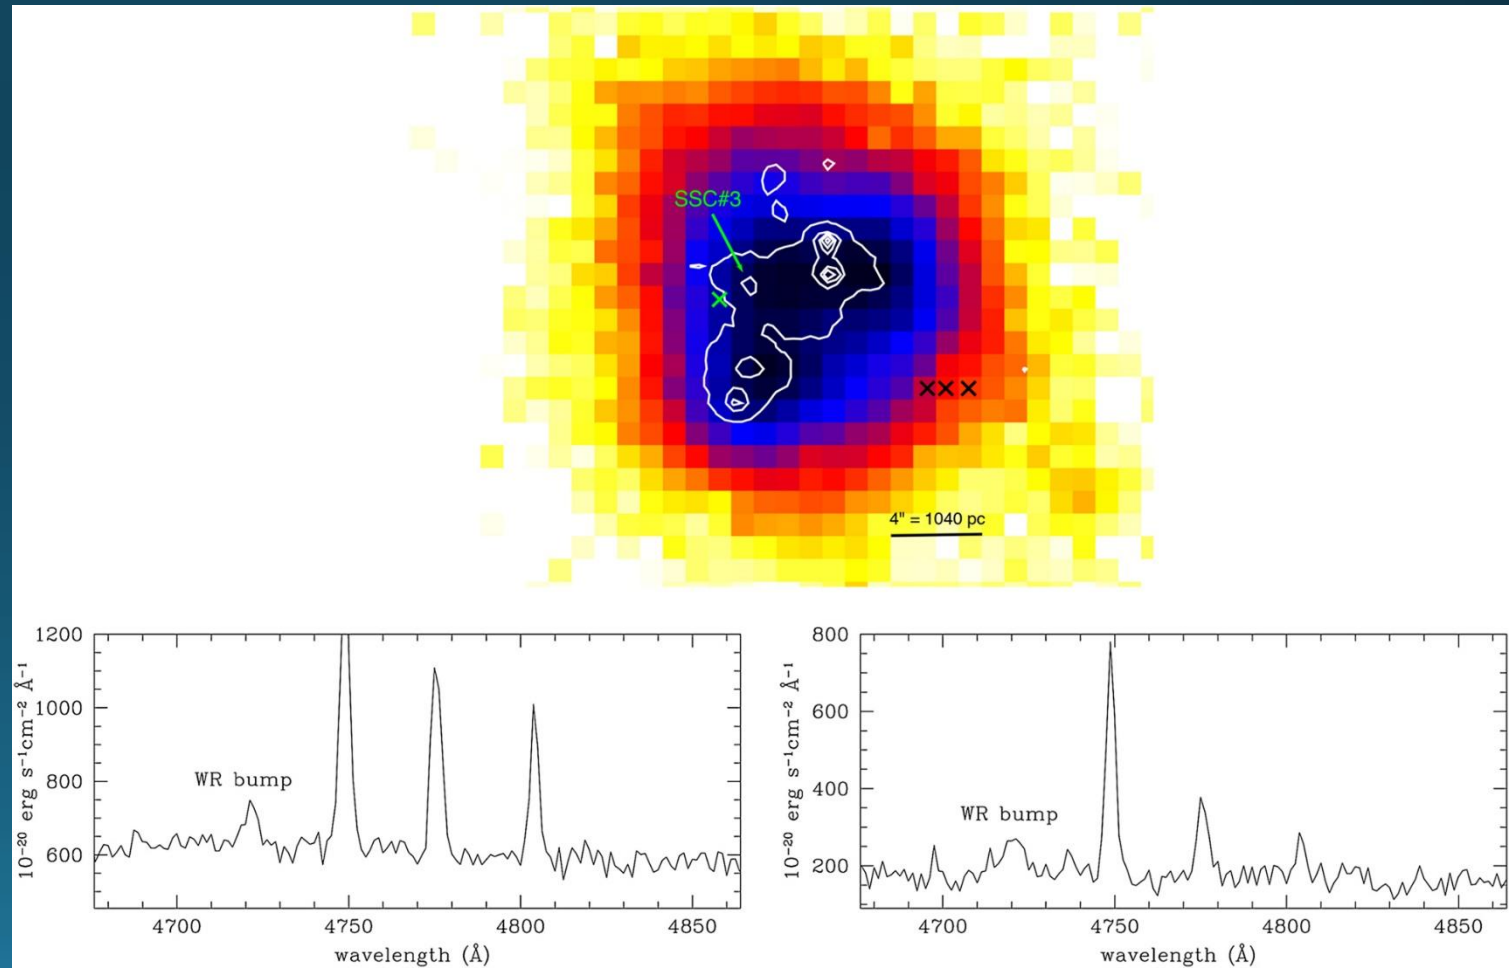 SSC#3
4" = 1040 pc
1200
1000
800
600
10⁻²⁰ erg s⁻¹cm⁻² Å⁻¹
WR bump
4700 4750 4800 4850
wavelength (Å)
800
600
400
200
10⁻²⁰ erg s⁻¹cm⁻² Å⁻¹
WR bump
4700 4750 4800 4850
wavelength (Å)